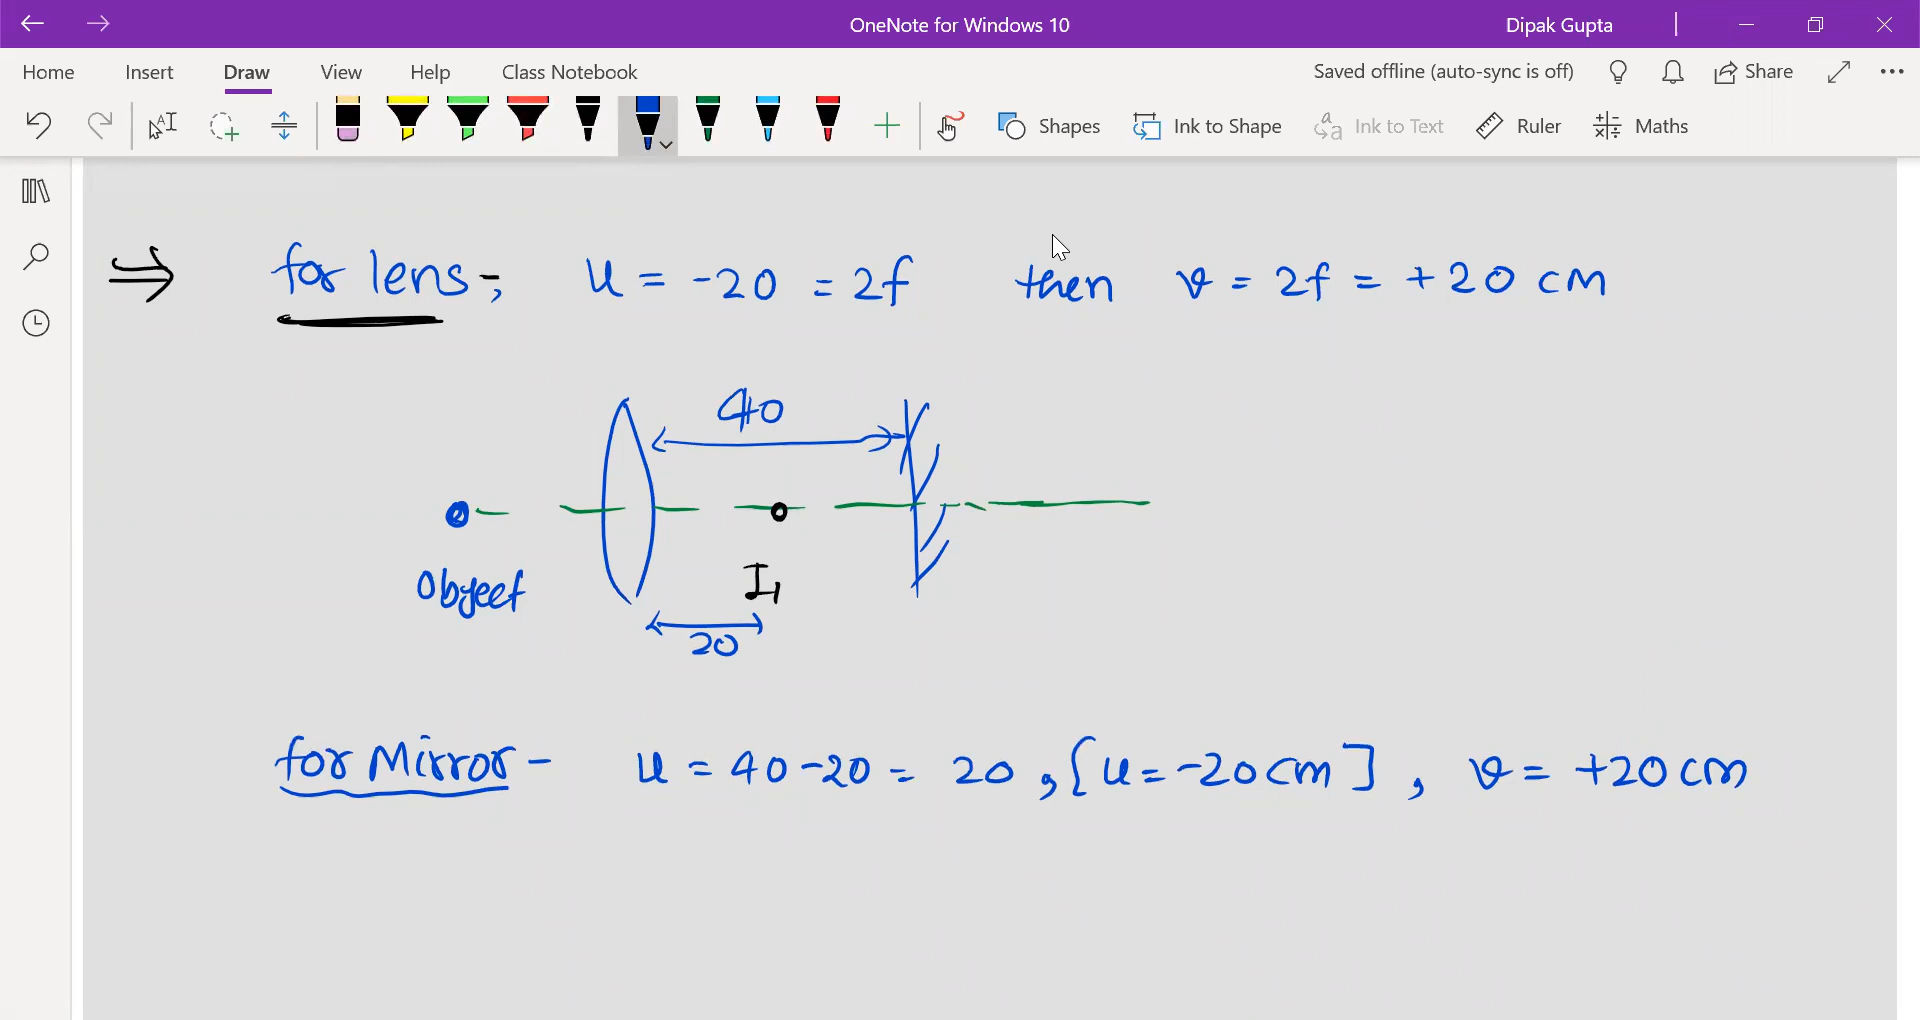 OneNote for Windows 10
Dipak Gupta
Home Insert Draw View Help Class Notebook
Saved offline (auto-sync is off)
Share
Shapes Ink to Shape Ink to Text Ruler Maths
⇒ for lens-; u = -20 = 2f then v = 2f = +20 cm
40
Object
I₁
20
for Mirror - u = 40 - 20 = 20 , [u = -20 cm] , v = +20 cm